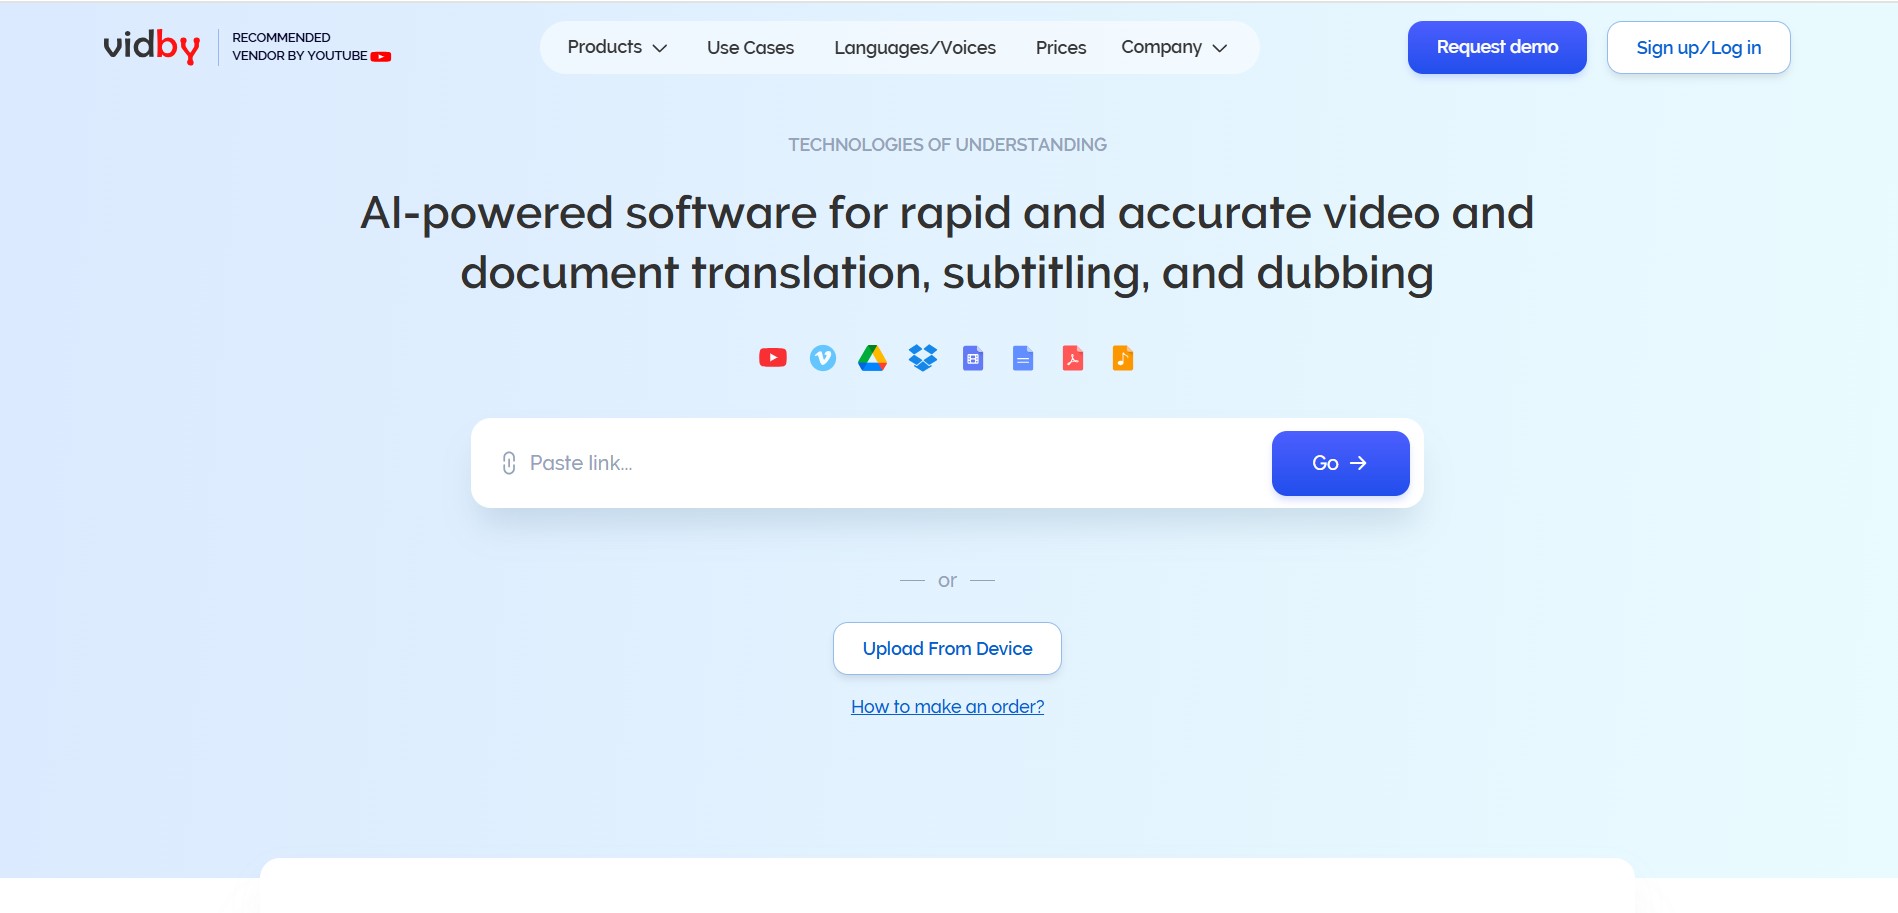 vidby
RECOMMENDED
VENDOR BY YOUTUBE
Products
Use Cases
Languages/Voices
Prices
Company
Request demo
Sign up/Log in
TECHNOLOGIES OF UNDERSTANDING
AI-powered software for rapid and accurate video and
document translation, subtitling, and dubbing
Paste link...
Go
or
Upload From Device
How to make an order?